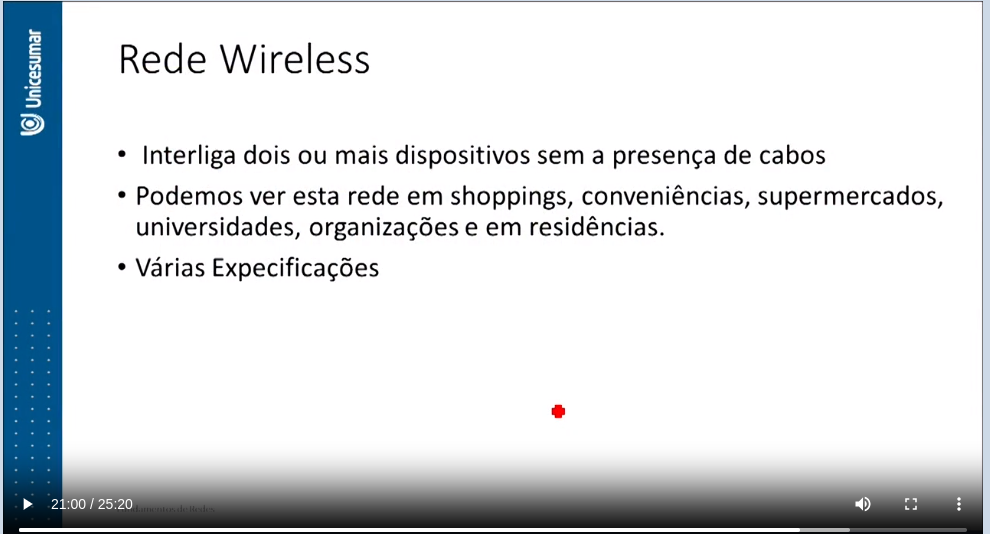 Unicesumar
Rede Wireless
• Interliga dois ou mais dispositivos sem a presença de cabos
• Podemos ver esta rede em shoppings, conveniências, supermercados,
universidades, organizações e em residências.
• Várias Expecificações
21:00 / 25:20
de Redes